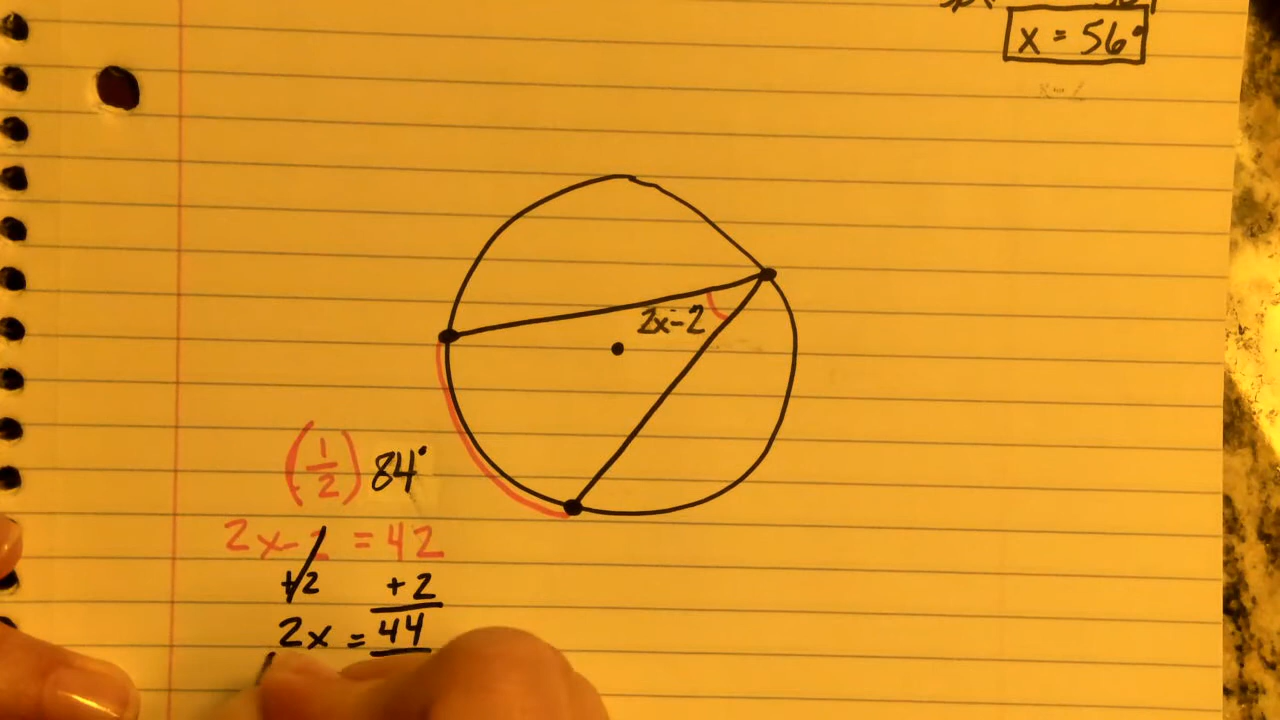 x = 56°
2x-2
(1/2) 84°
2x-2 = 42
+2 +2
2x = 44